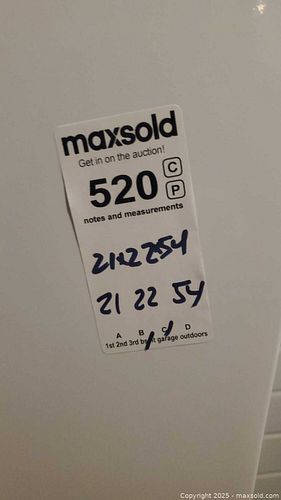 maxsold
Get in on the auction!
520 C
P
notes and measurements
21x22x54
21 22 54
A B C D
1st 2nd 3rd bsmt garage outdoors
Copyright © 2025 - maxsold.com